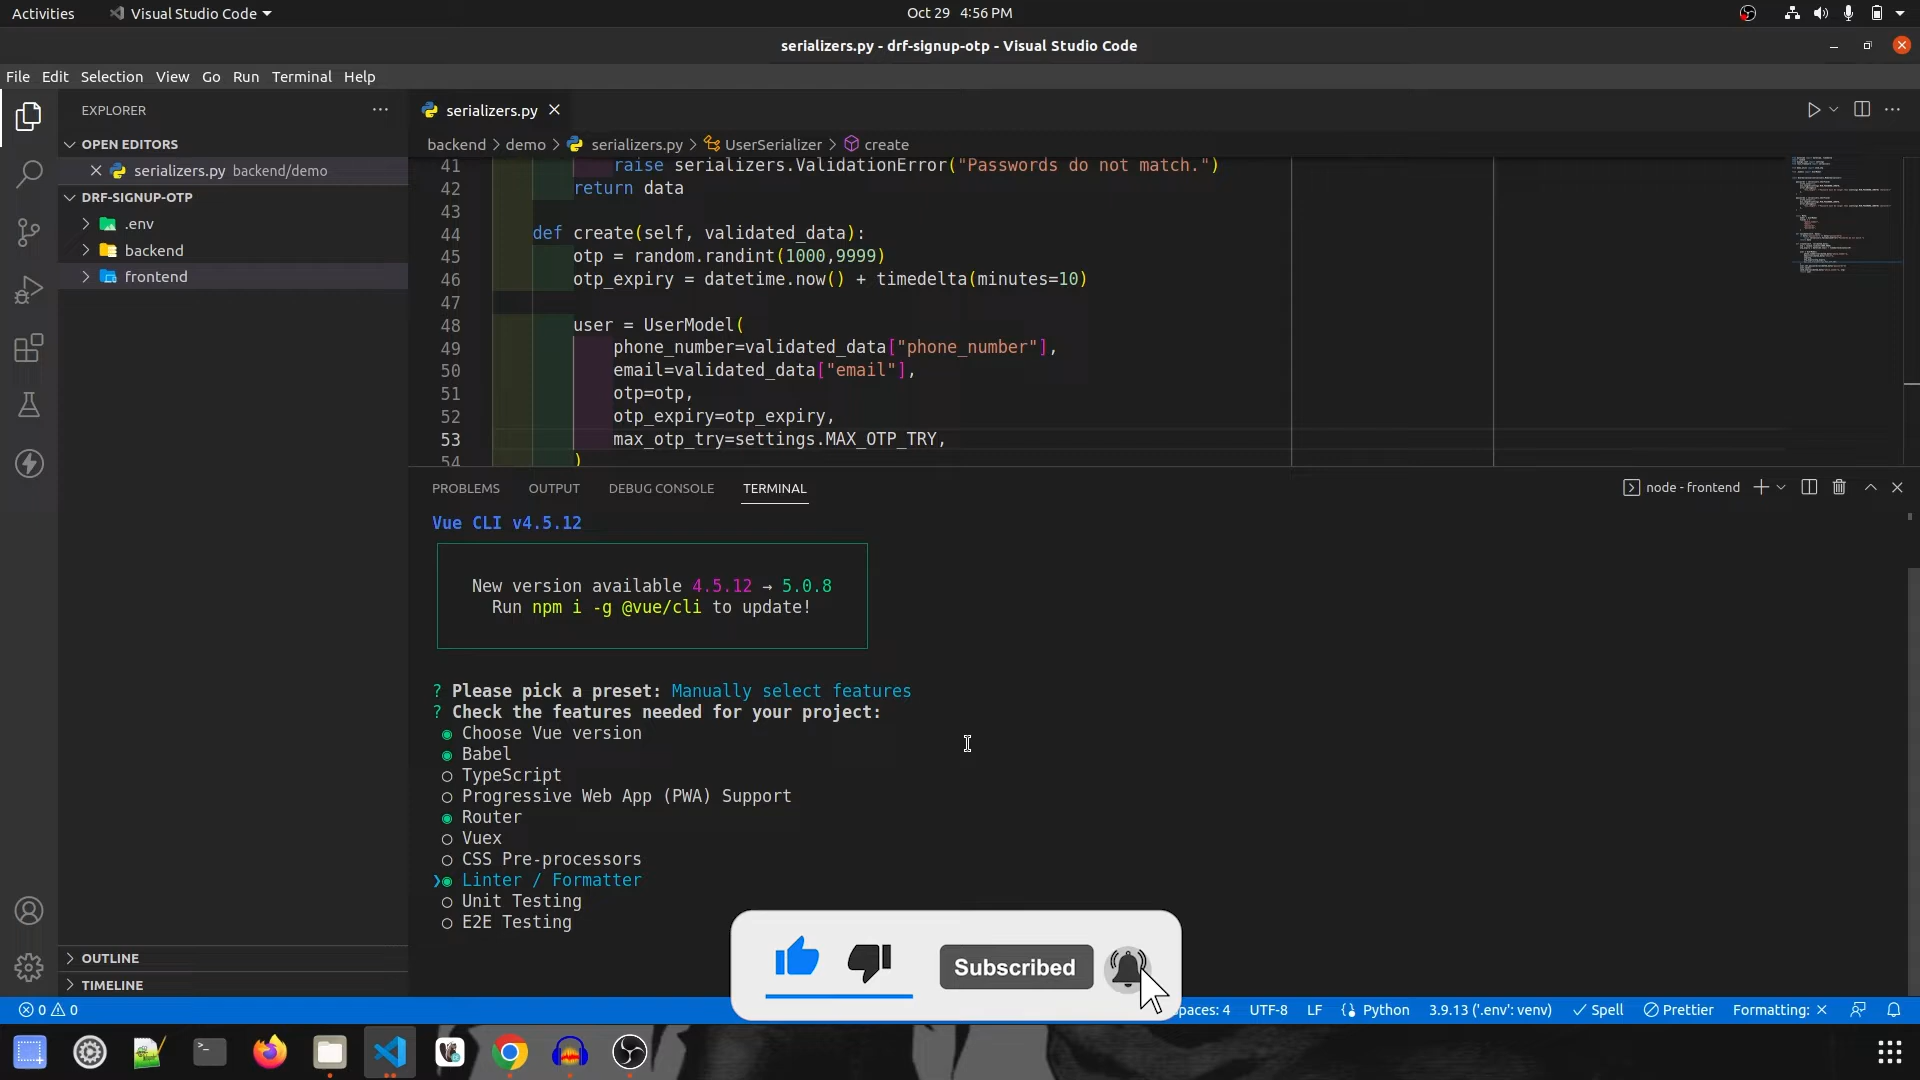 Activities
Visual Studio Code
Oct 29 4:56 PM
serializers.py - drf-signup-otp - Visual Studio Code
File Edit Selection View Go Run Terminal Help
EXPLORER
serializers.py
OPEN EDITORS
backend > demo > serializers.py > UserSerializer > create
serializers.py backend/demo
DRF-SIGNUP-OTP
.env
backend
frontend
41 raise serializers.ValidationError("Passwords do not match.")
42 return data
43
44 def create(self, validated_data):
45 otp = random.randint(1000,9999)
46 otp_expiry = datetime.now() + timedelta(minutes=10)
47
48 user = UserModel(
49 phone_number=validated_data["phone_number"],
50 email=validated_data["email"],
51 otp=otp,
52 otp_expiry=otp_expiry,
53 max_otp_try=settings.MAX_OTP_TRY,
54 )
PROBLEMS OUTPUT DEBUG CONSOLE TERMINAL
node - frontend
Vue CLI v4.5.12
New version available 4.5.12 → 5.0.8
Run npm i -g @vue/cli to update!
? Please pick a preset: Manually select features
? Check the features needed for your project:
◉ Choose Vue version
◉ Babel
◯ TypeScript
◯ Progressive Web App (PWA) Support
◉ Router
◯ Vuex
◯ CSS Pre-processors
❯◉ Linter / Formatter
◯ Unit Testing
◯ E2E Testing
Subscribed
OUTLINE
TIMELINE
0 0
Spaces: 4 UTF-8 LF Python 3.9.13 ('.env': venv) Spell Prettier Formatting: ×